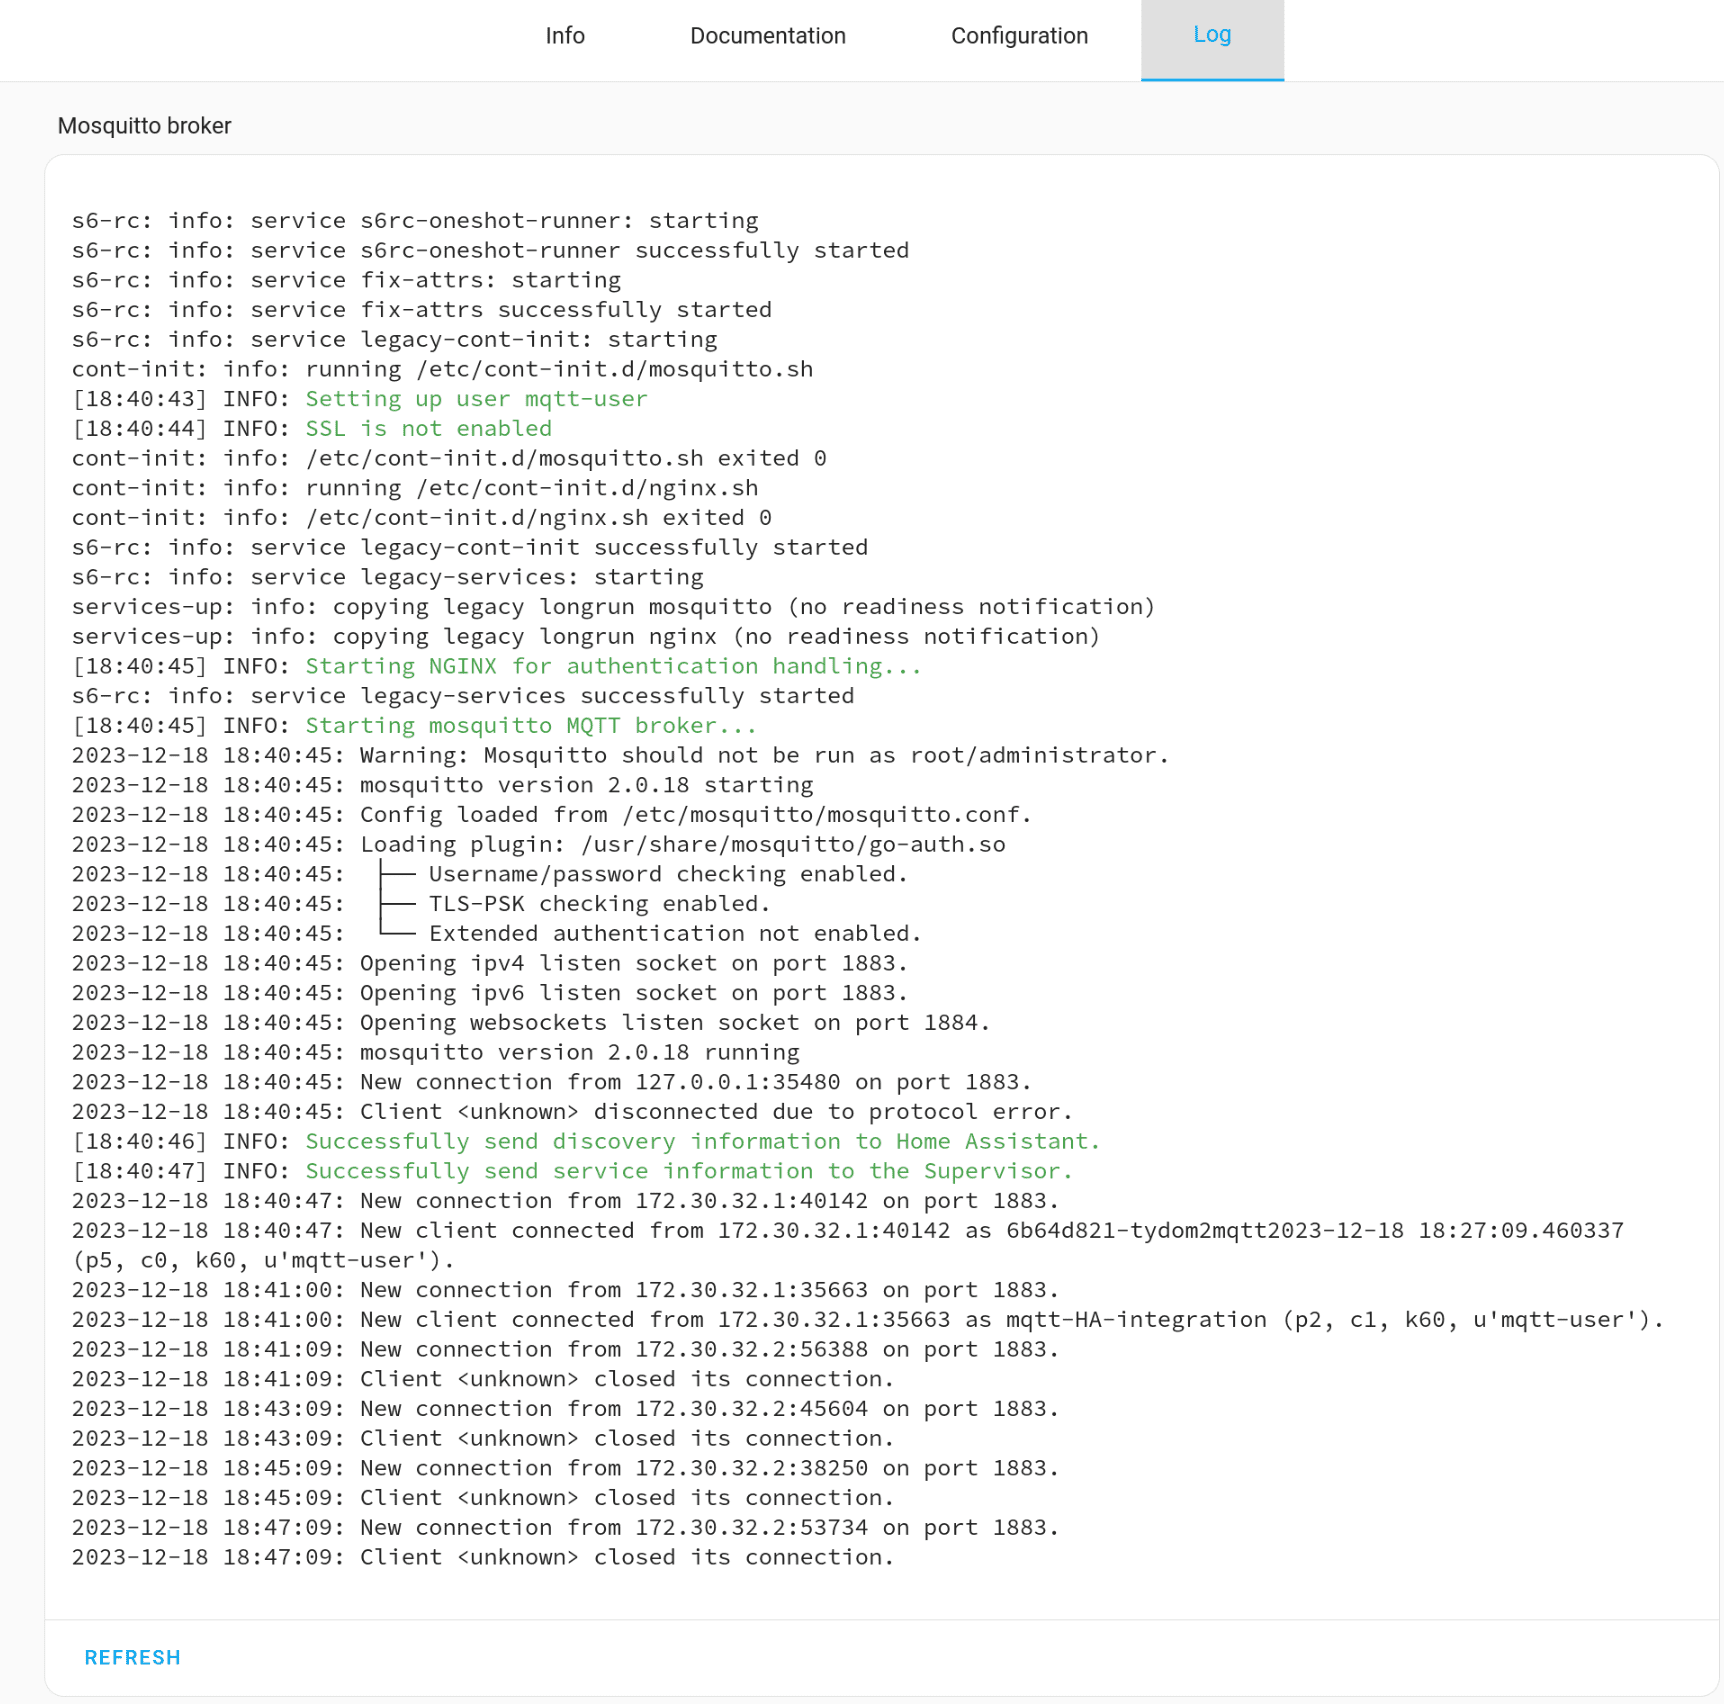 Info Documentation Configuration Log
Mosquitto broker
s6-rc: info: service s6rc-oneshot-runner: starting
s6-rc: info: service s6rc-oneshot-runner successfully started
s6-rc: info: service fix-attrs: starting
s6-rc: info: service fix-attrs successfully started
s6-rc: info: service legacy-cont-init: starting
cont-init: info: running /etc/cont-init.d/mosquitto.sh
[18:40:43] INFO: Setting up user mqtt-user
[18:40:44] INFO: SSL is not enabled
cont-init: info: /etc/cont-init.d/mosquitto.sh exited 0
cont-init: info: running /etc/cont-init.d/nginx.sh
cont-init: info: /etc/cont-init.d/nginx.sh exited 0
s6-rc: info: service legacy-cont-init successfully started
s6-rc: info: service legacy-services: starting
services-up: info: copying legacy longrun mosquitto (no readiness notification)
services-up: info: copying legacy longrun nginx (no readiness notification)
[18:40:45] INFO: Starting NGINX for authentication handling...
s6-rc: info: service legacy-services successfully started
[18:40:45] INFO: Starting mosquitto MQTT broker...
2023-12-18 18:40:45: Warning: Mosquitto should not be run as root/administrator.
2023-12-18 18:40:45: mosquitto version 2.0.18 starting
2023-12-18 18:40:45: Config loaded from /etc/mosquitto/mosquitto.conf.
2023-12-18 18:40:45: Loading plugin: /usr/share/mosquitto/go-auth.so
2023-12-18 18:40:45:  ├── Username/password checking enabled.
2023-12-18 18:40:45:  ├── TLS-PSK checking enabled.
2023-12-18 18:40:45:  └── Extended authentication not enabled.
2023-12-18 18:40:45: Opening ipv4 listen socket on port 1883.
2023-12-18 18:40:45: Opening ipv6 listen socket on port 1883.
2023-12-18 18:40:45: Opening websockets listen socket on port 1884.
2023-12-18 18:40:45: mosquitto version 2.0.18 running
2023-12-18 18:40:45: New connection from 127.0.0.1:35480 on port 1883.
2023-12-18 18:40:45: Client <unknown> disconnected due to protocol error.
[18:40:46] INFO: Successfully send discovery information to Home Assistant.
[18:40:47] INFO: Successfully send service information to the Supervisor.
2023-12-18 18:40:47: New connection from 172.30.32.1:40142 on port 1883.
2023-12-18 18:40:47: New client connected from 172.30.32.1:40142 as 6b64d821-tydom2mqtt2023-12-18 18:27:09.460337
(p5, c0, k60, u'mqtt-user').
2023-12-18 18:41:00: New connection from 172.30.32.1:35663 on port 1883.
2023-12-18 18:41:00: New client connected from 172.30.32.1:35663 as mqtt-HA-integration (p2, c1, k60, u'mqtt-user').
2023-12-18 18:41:09: New connection from 172.30.32.2:56388 on port 1883.
2023-12-18 18:41:09: Client <unknown> closed its connection.
2023-12-18 18:43:09: New connection from 172.30.32.2:45604 on port 1883.
2023-12-18 18:43:09: Client <unknown> closed its connection.
2023-12-18 18:45:09: New connection from 172.30.32.2:38250 on port 1883.
2023-12-18 18:45:09: Client <unknown> closed its connection.
2023-12-18 18:47:09: New connection from 172.30.32.2:53734 on port 1883.
2023-12-18 18:47:09: Client <unknown> closed its connection.
REFRESH